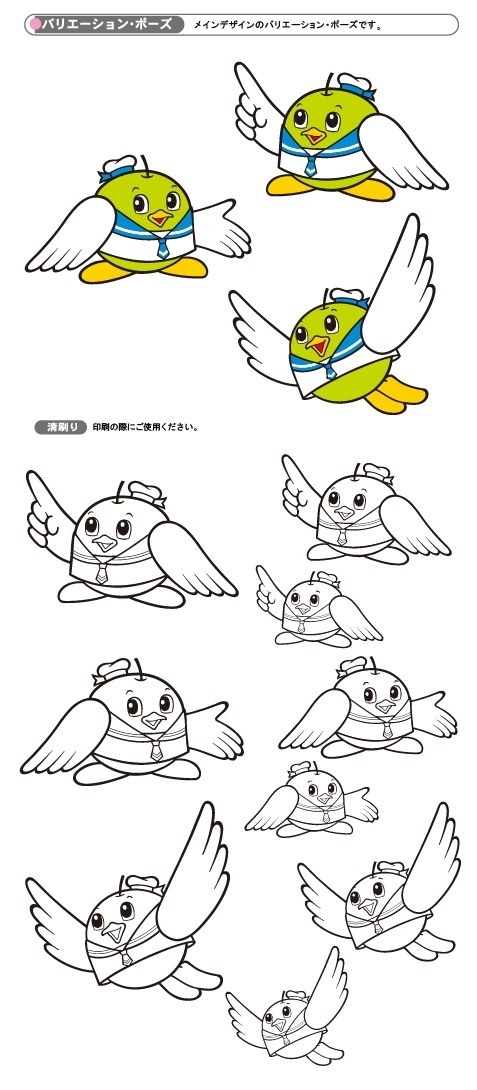 バリエーション・ポーズ
メインデザインのバリエーション・ポーズです。
清刷り
印刷の際にご使用ください。